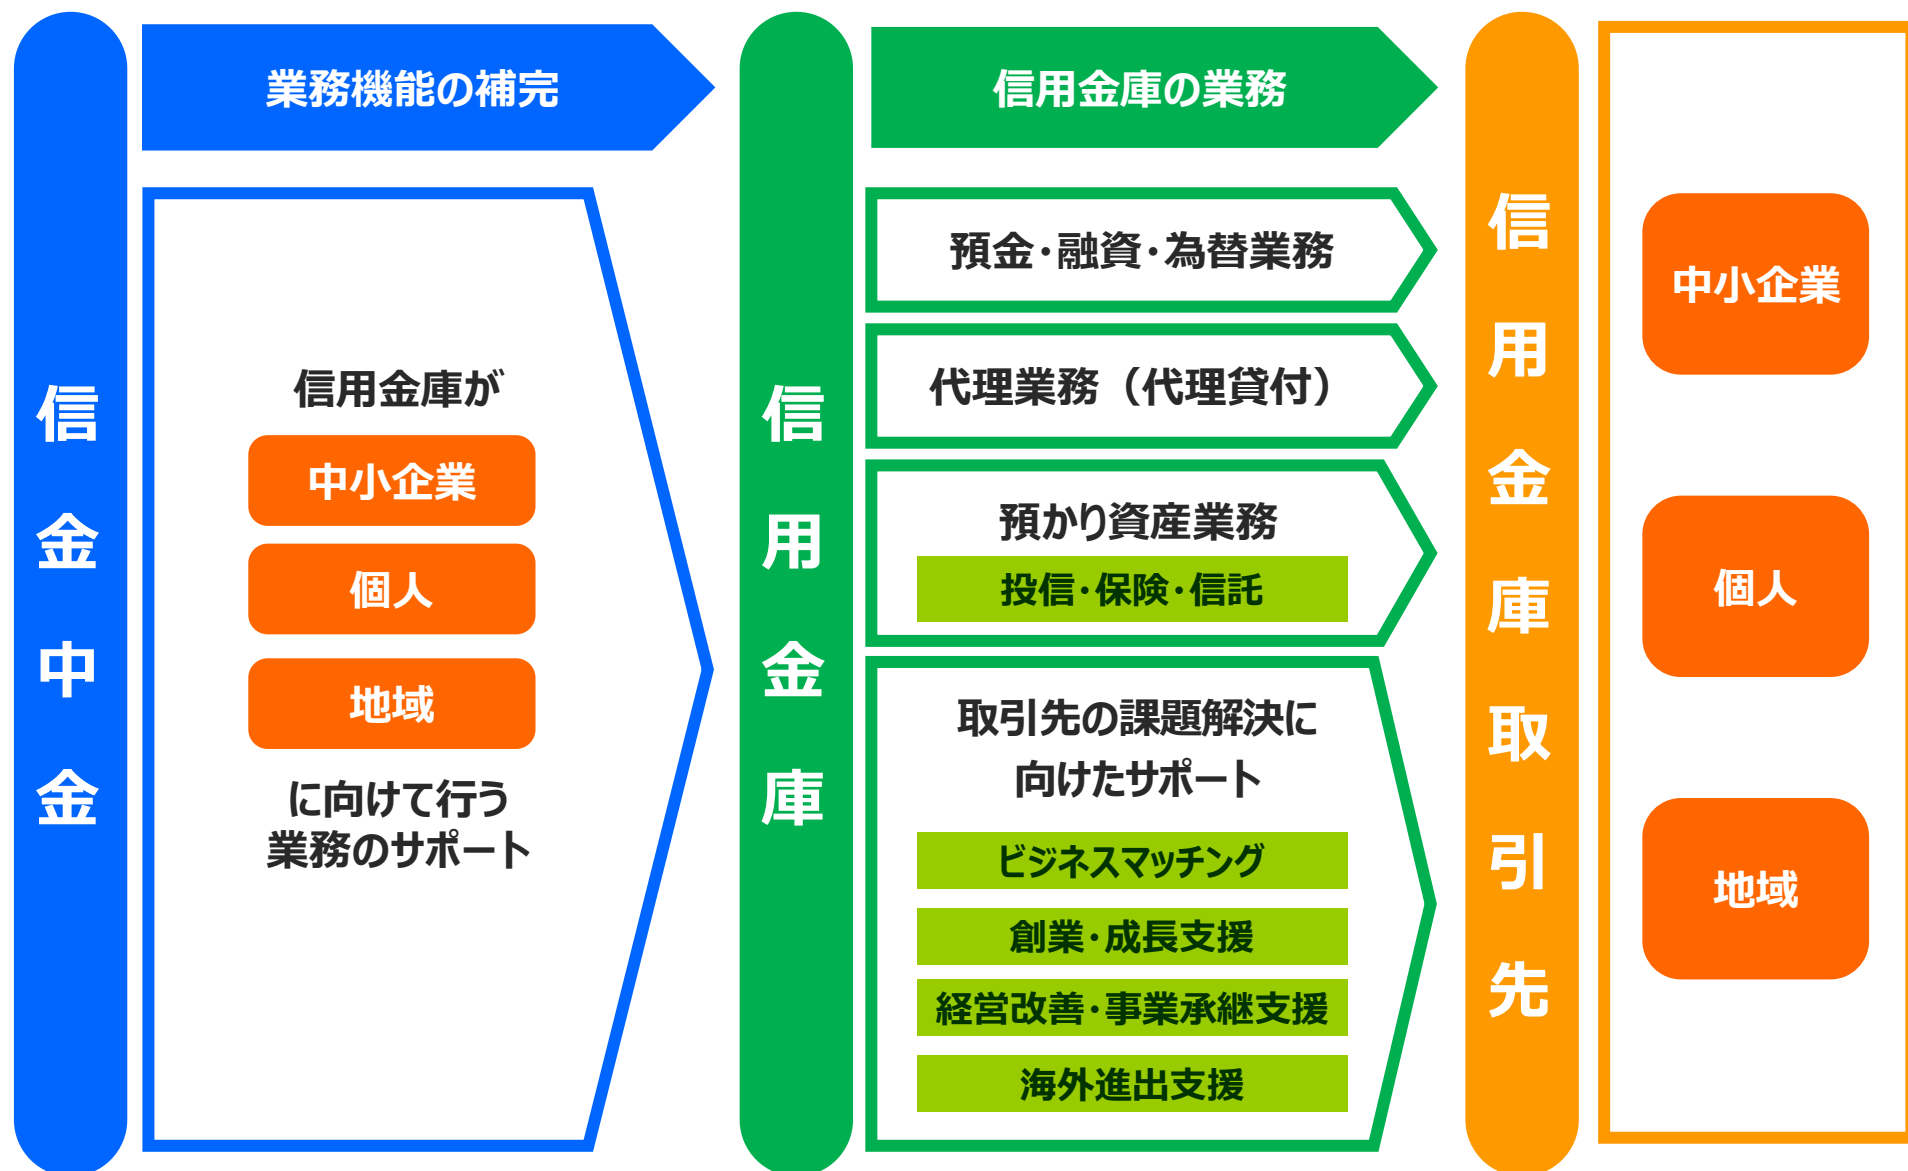 信金中金
業務機能の補完
信用金庫が
中小企業
個人
地域
に向けて行う
業務のサポート
信用金庫
信用金庫の業務
預金･融資･為替業務
代理業務（代理貸付）
預かり資産業務
投信･保険･信託
取引先の課題解決に
向けたサポート
ビジネスマッチング
創業･成長支援
経営改善･事業承継支援
海外進出支援
信用金庫取引先
中小企業
個人
地域